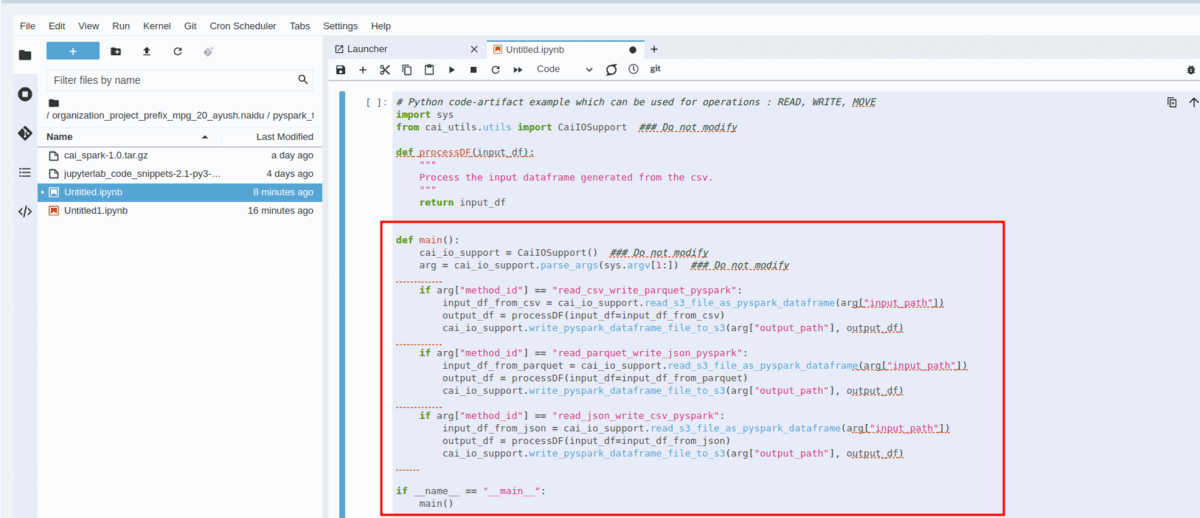 File Edit View Run Kernel Git Cron Scheduler Tabs Settings Help
+
Filter files by name
/ organization_project_prefix_mpg_20_ayush.naidu / pyspark_t
Name Last Modified
cai_spark-1.0.tar.gz a day ago
jupyterlab_code_snippets-2.1-py3-... 4 days ago
Untitled.ipynb 8 minutes ago
Untitled1.ipynb 16 minutes ago
Launcher Untitled.ipynb
Code git
[ ]: # Python code-artifact example which can be used for operations : READ, WRITE, MOVE
import sys
from cai_utils.utils import CaiIOSupport ### Do not modify
def processDF(input_df):
"""
Process the input dataframe generated from the csv.
"""
return input_df
def main():
cai_io_support = CaiIOSupport() ### Do not modify
arg = cai_io_support.parse_args(sys.argv[1:]) ### Do not modify
if arg["method_id"] == "read_csv_write_parquet_pyspark":
input_df_from_csv = cai_io_support.read_s3_file_as_pyspark_dataframe(arg["input_path"])
output_df = processDF(input_df=input_df_from_csv)
cai_io_support.write_pyspark_dataframe_file_to_s3(arg["output_path"], output_df)
if arg["method_id"] == "read_parquet_write_json_pyspark":
input_df_from_parquet = cai_io_support.read_s3_file_as_pyspark_dataframe(arg["input_path"])
output_df = processDF(input_df=input_df_from_parquet)
cai_io_support.write_pyspark_dataframe_file_to_s3(arg["output_path"], output_df)
if arg["method_id"] == "read_json_write_csv_pyspark":
input_df_from_json = cai_io_support.read_s3_file_as_pyspark_dataframe(arg["input_path"])
output_df = processDF(input_df=input_df_from_json)
cai_io_support.write_pyspark_dataframe_file_to_s3(arg["output_path"], output_df)
if __name__ == "__main__":
main()